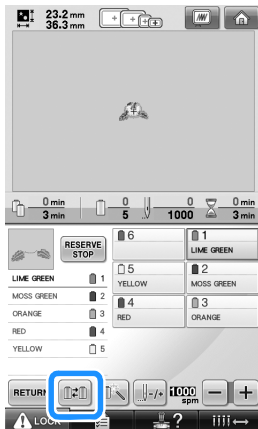 23.2 mm
36.3 mm
0 min 0 0 0 min
3 min 5 1000 3 min
RESERVE STOP
6 1
LIME GREEN
5 2
YELLOW MOSS GREEN
4 3
RED ORANGE
LIME GREEN 1
MOSS GREEN 2
ORANGE 3
RED 4
YELLOW 5
RETURN -/+ 1000 spm - +
LOCK ?